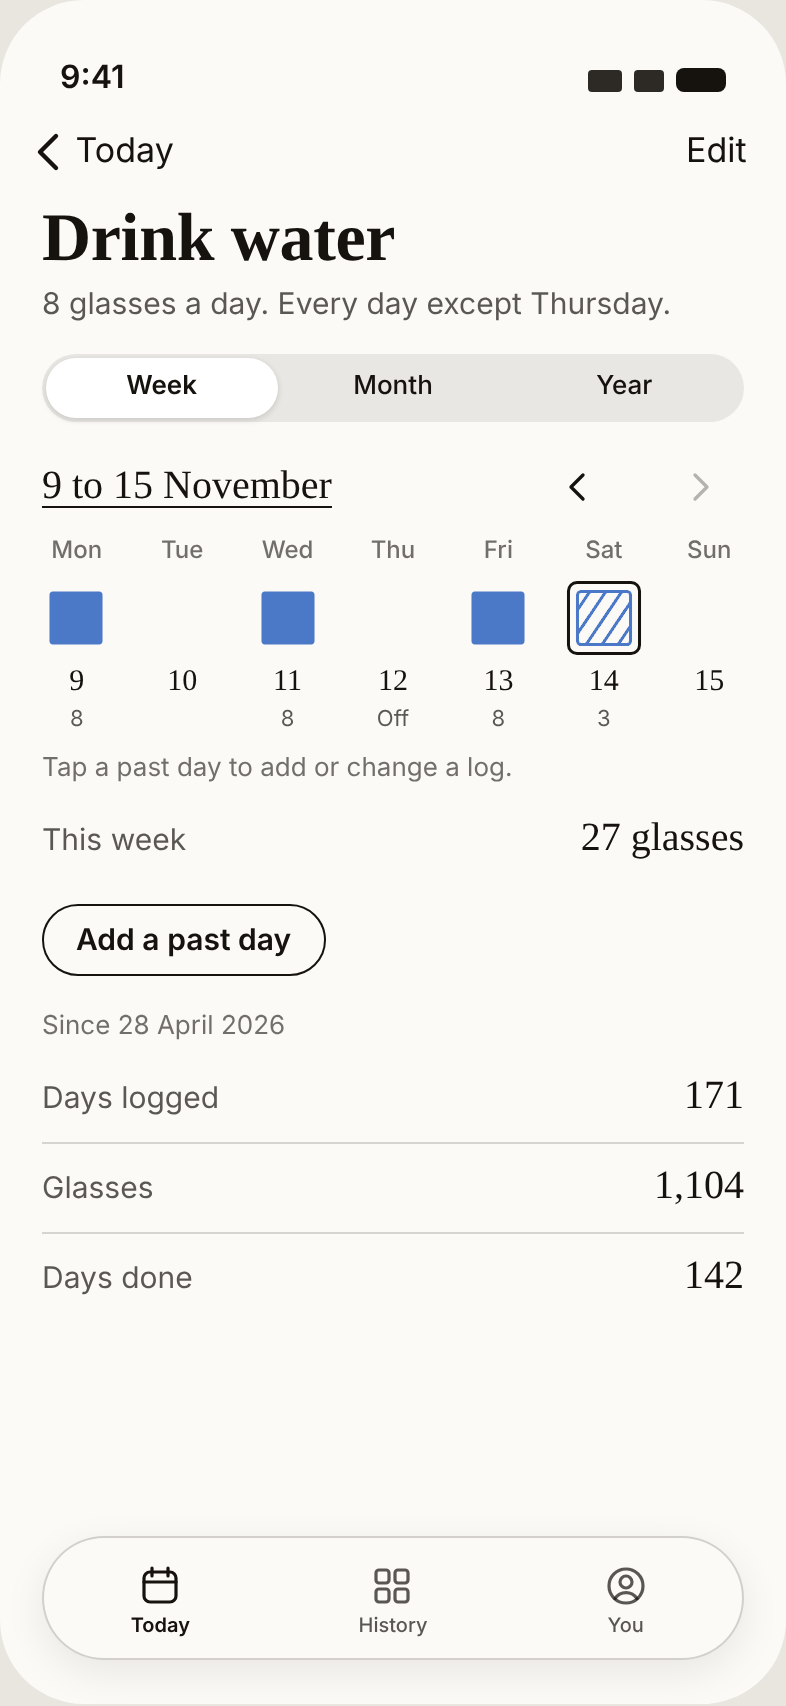 9:41
Today Edit
Drink water
8 glasses a day. Every day except Thursday.
Week Month Year
9 to 15 November
Mon Tue Wed Thu Fri Sat Sun
9 10 11 12 13 14 15
8 8 Off 8 3
Tap a past day to add or change a log.
This week 27 glasses
Add a past day
Since 28 April 2026
Days logged 171
Glasses 1,104
Days done 142
Today History You